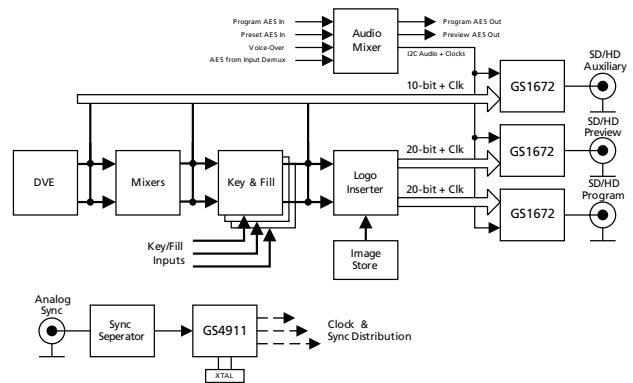 Program AES In
Preset AES In
Voice-Over
AES from Input Demux
Audio
Mixer
Program AES Out
Preview AES Out
I2C Audio + Clocks
SD/HD
Auxiliary
10-bit + Clk
GS1672
SD/HD
Preview
20-bit + Clk
GS1672
SD/HD
Program
20-bit + Clk
GS1672
DVE
Mixers
Key & Fill
Logo
Inserter
Key/Fill
Inputs
Image
Store
Analog
Sync
Sync
Seperator
GS4911
XTAL
Clock &
Sync Distribution